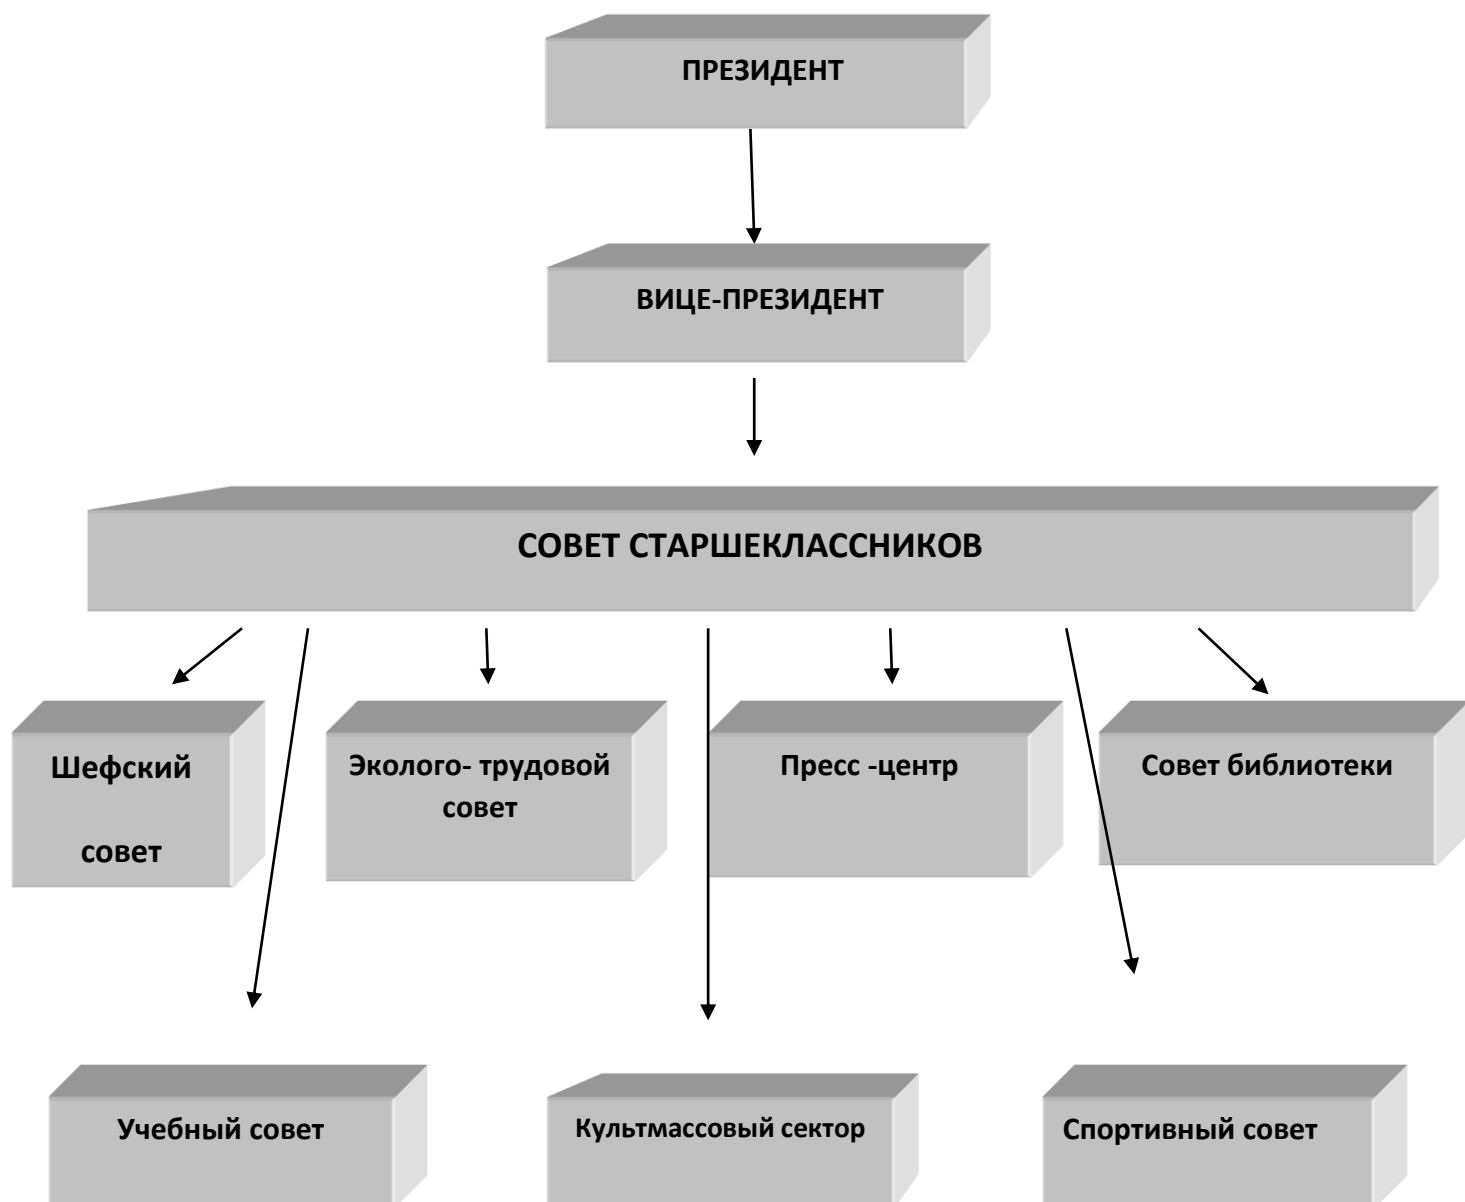 ПРЕЗИДЕНТ
ВИЦЕ-ПРЕЗИДЕНТ
СОВЕТ СТАРШЕКЛАССНИКОВ
Шефский
совет
Эколого- трудовой
совет
Пресс -центр
Совет библиотеки
Учебный совет
Культмассовый сектор
Спортивный совет